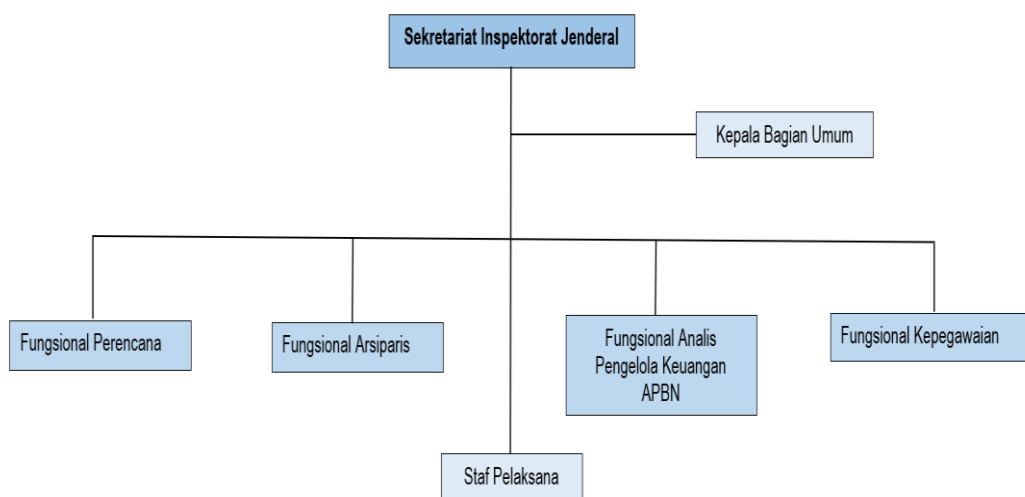 Sekretariat Inspektorat Jenderal
Kepala Bagian Umum
Fungsional Perencana
Fungsional Arsiparis
Fungsional Analis
Pengelola Keuangan
APBN
Fungsional Kepegawaian
Staf Pelaksana